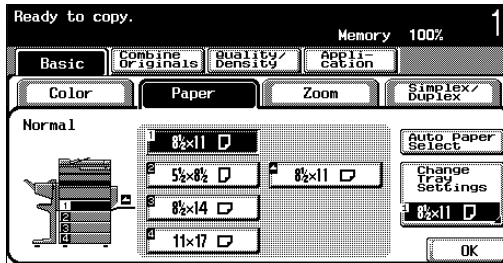 Ready to copy.
1
Memory 100%
Basic
Combine
Originals
Quality/
Density
Appli-
cation
Color
Paper
Zoom
Simplex/
Duplex
Normal
1 8½×11
2 5½×8½
8½×11
3 8½×14
4 11×17
1
2
3
4
Auto Paper
Select
Change
Tray
Settings
1 8½×11
OK